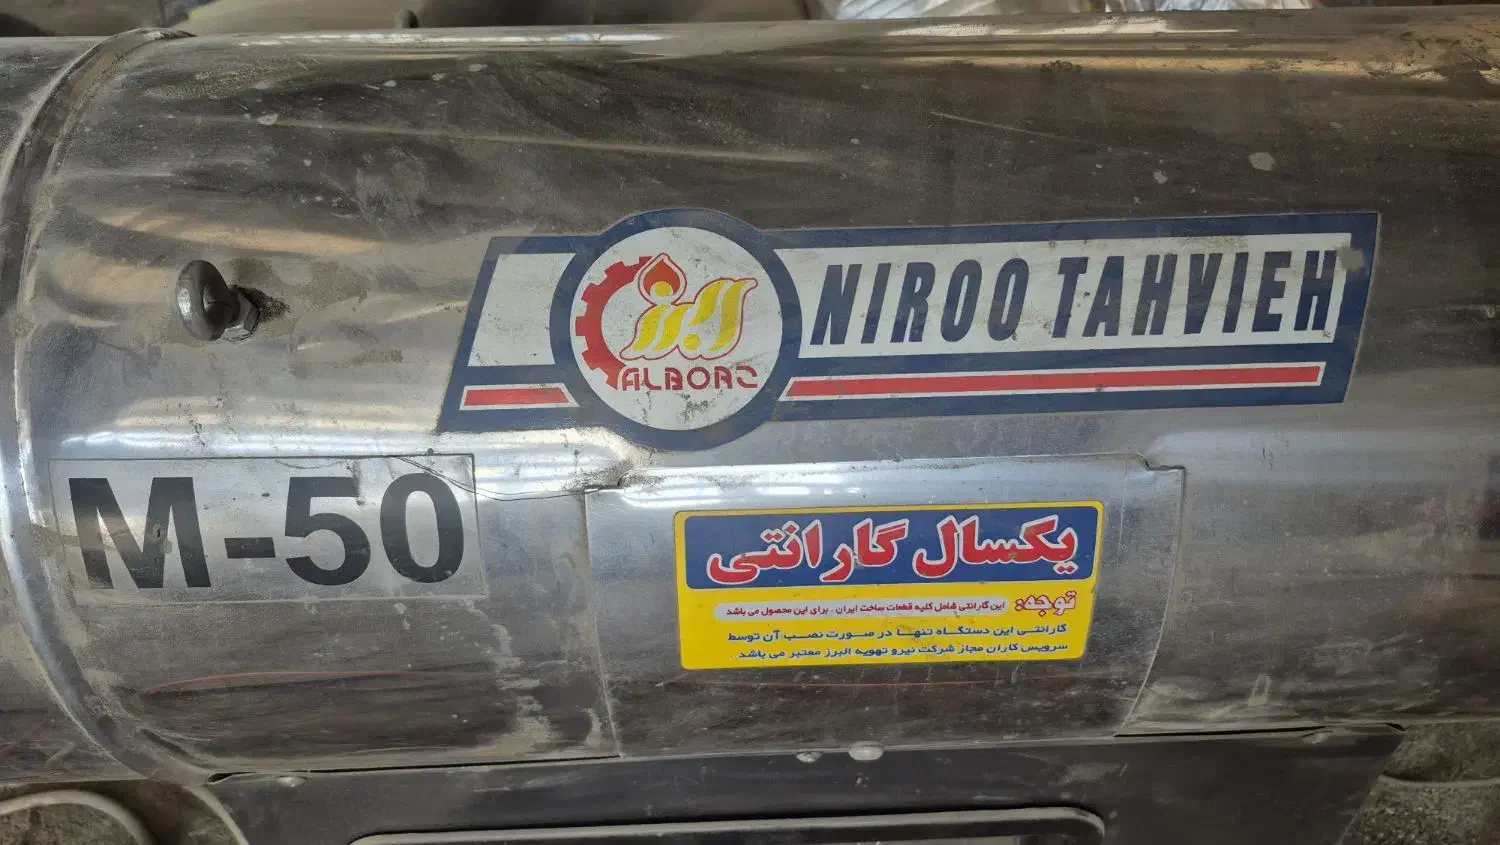 البرز
ALBORZ
NIROO TAHVIEH
M-50
یکسال گارانتی
توجه: این گارانتی شامل کلیه قطعات ساخت ایران . برای این محصول می باشد
گارانتی این دستگاه تنها در صورت نصب آن توسط
سرویس کاران مجاز شرکت نیرو تهویه البرز معتبر می باشد .